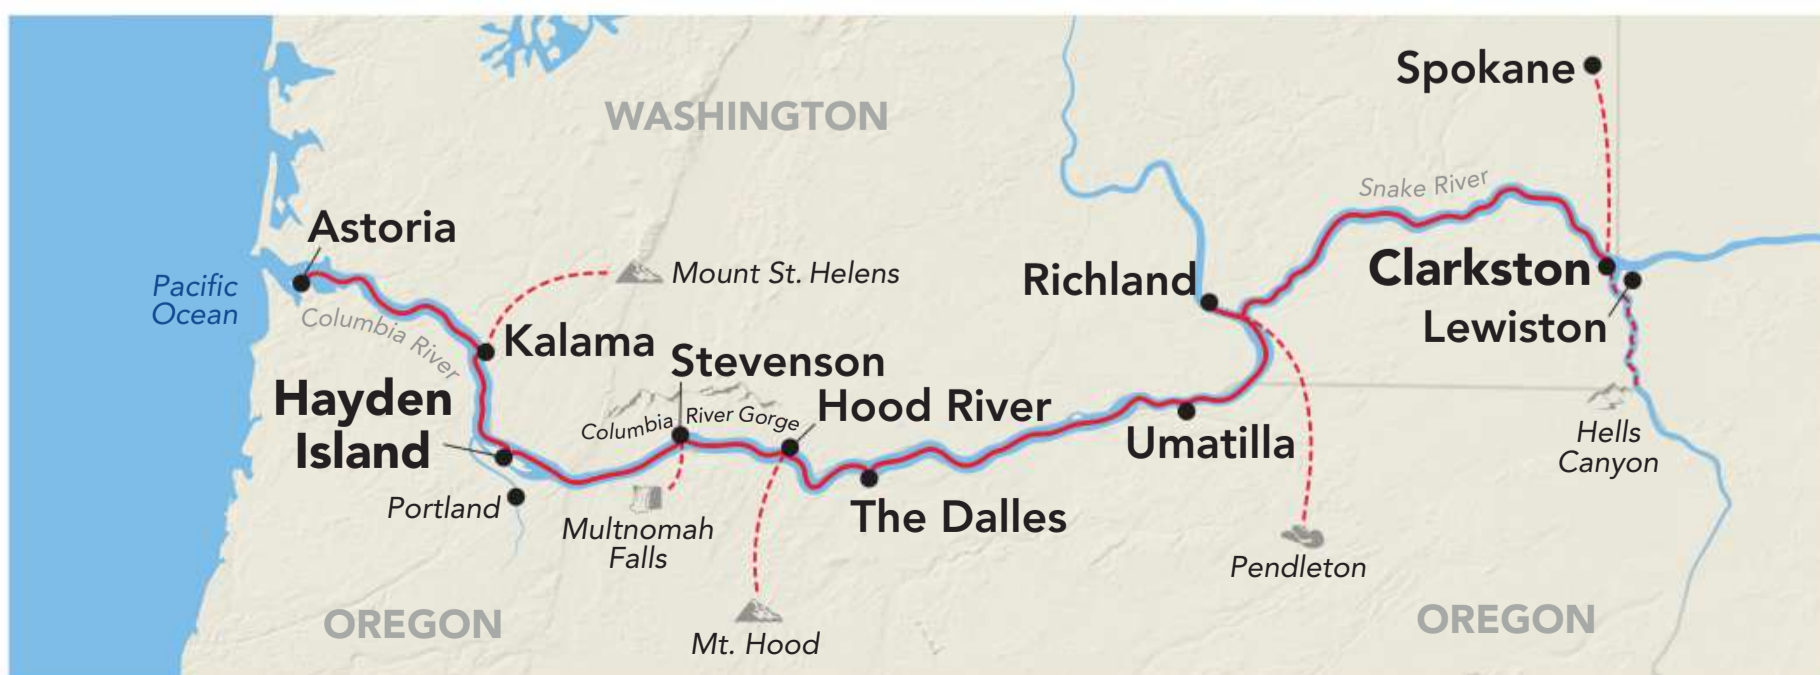 Spokane
WASHINGTON
Snake River
Astoria
Pacific
Ocean
Columbia River
Mount St. Helens
Richland
Clarkston
Lewiston
Kalama
Stevenson
Hayden
Island
Columbia River Gorge
Hood River
Umatilla
Hells
Canyon
Portland
Multnomah
Falls
The Dalles
Pendleton
OREGON
Mt. Hood
OREGON